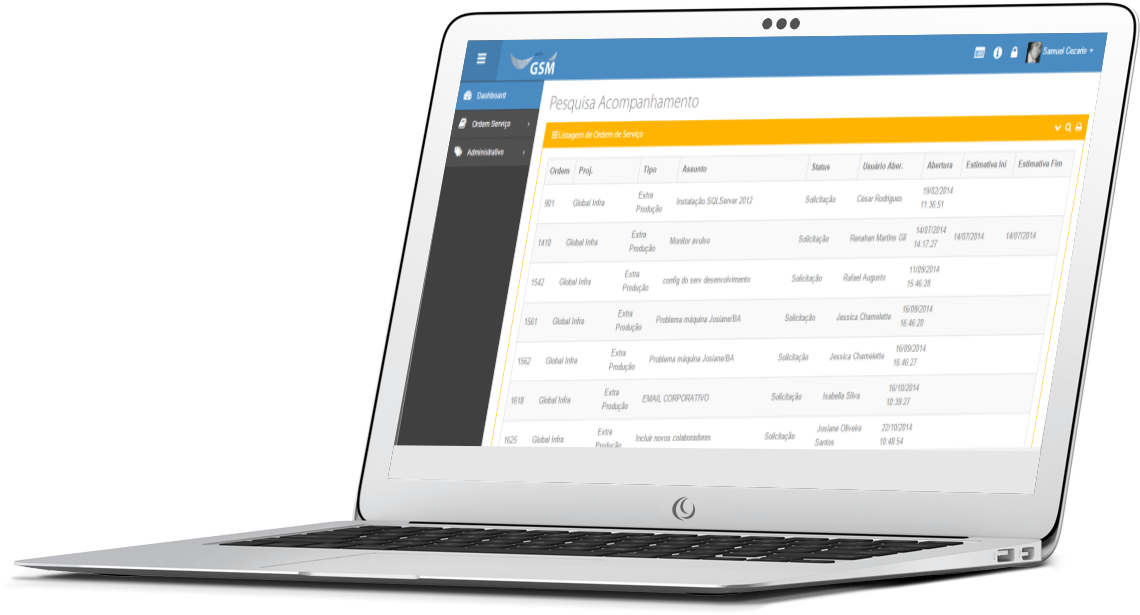 GSM
Samuel Cezario
Dashboard
Ordem Serviço
Administrativo
Pesquisa Acompanhamento
Listagem de Ordem de Serviço
Ordem Proj. Tipo Assunto Status Usuário Aber. Abertura Estimativa Ini Estimativa Fim
901 Global Infra Extra Produção Instalação SQLServer 2012 Solicitação César Rodrigues 19/02/2014 11:36:51
1410 Global Infra Extra Produção Monitor avulso Solicitação Renahan Martins Gil 14/07/2014 14:17:27 14/07/2014 14/07/2014
1542 Global Infra Extra Produção config do serv desenvolvimento Solicitação Rafael Augusto 11/09/2014 15:46:28
1561 Global Infra Extra Produção Problema máquina Josiane/BA Solicitação Jessica Chamelette 16/09/2014 16:46:20
1562 Global Infra Extra Produção Problema máquina Josiane/BA Solicitação Jessica Chamelette 16/09/2014 16:46:27
1618 Global Infra Extra Produção EMAIL CORPORATIVO Solicitação Isabella Silva 16/10/2014 10:39:27
1625 Global Infra Extra Produção Incluir novos colaboradores Solicitação Josiane Oliveira Santos 22/10/2014 10:48:54